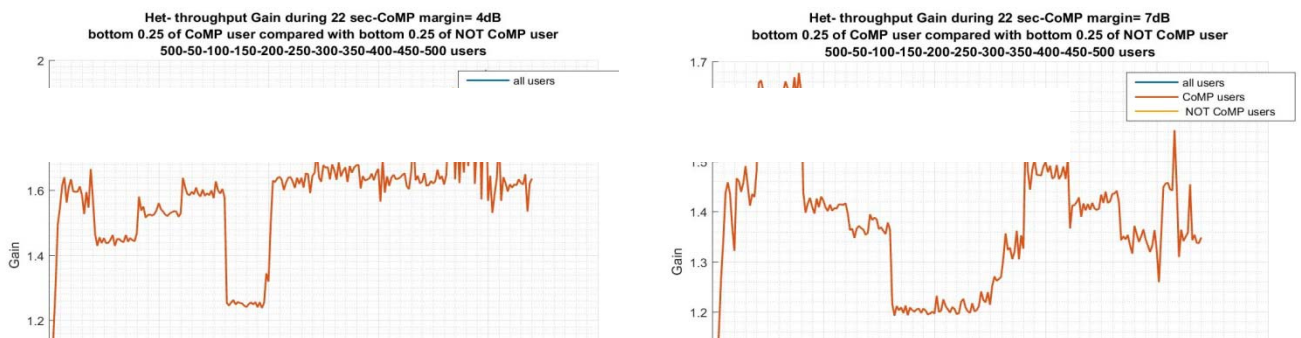 Het- throughput Gain during 22 sec-CoMP margin= 4dB
bottom 0.25 of CoMP user compared with bottom 0.25 of NOT CoMP user
500-50-100-150-200-250-300-350-400-450-500 users
2
all users
1.6
1.4
1.2
Gain
Het- throughput Gain during 22 sec-CoMP margin= 7dB
bottom 0.25 of CoMP user compared with bottom 0.25 of NOT CoMP user
500-50-100-150-200-250-300-350-400-450-500 users
1.7
all users
CoMP users
NOT CoMP users
1.5
1.4
1.3
1.2
Gain